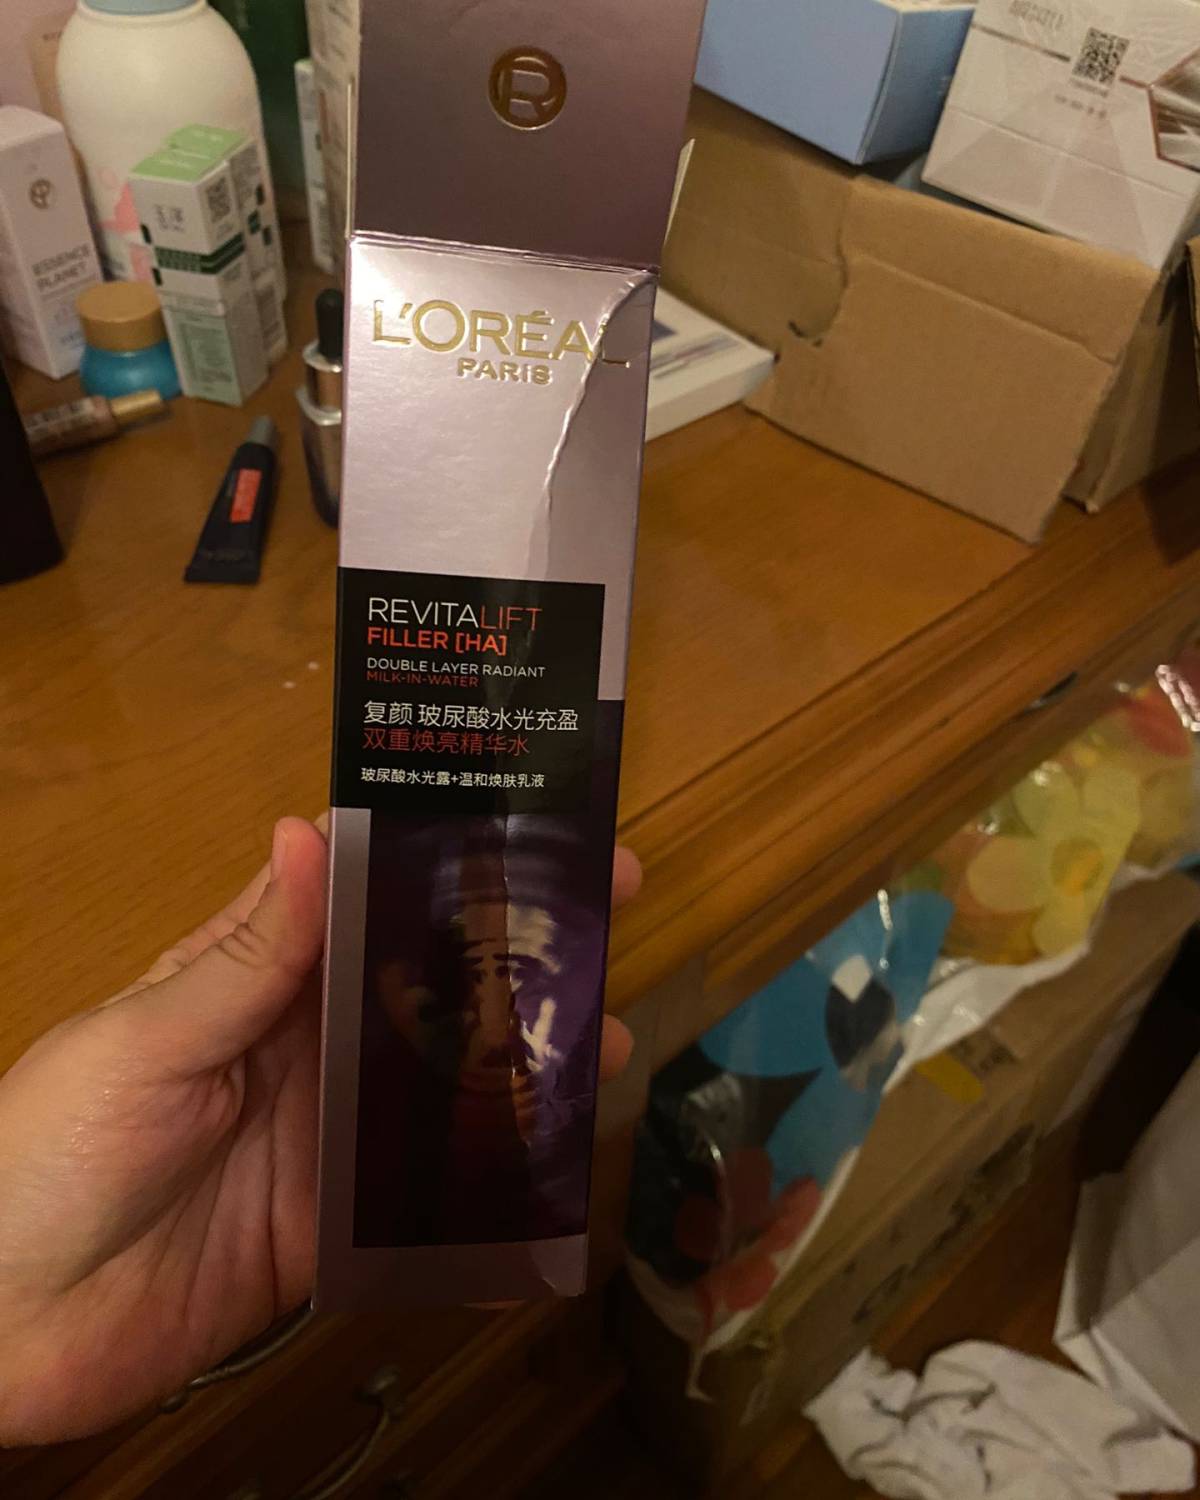 L'ORÉAL
PARIS
REVITALIFT
FILLER [HA]
DOUBLE LAYER RADIANT
MILK-IN-WATER
复颜 玻尿酸水光充盈
双重焕亮精华水
玻尿酸水光露+温和焕肤乳液
ESSENCE
PLANET